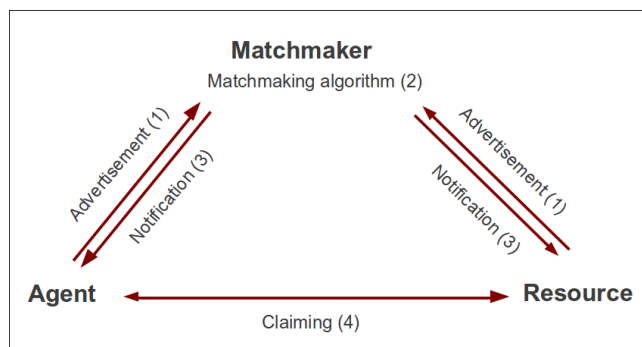 Matchmaker
Matchmaking algorithm (2)
Advertisement (1)
Notification (3)
Advertisement (1)
Notification (3)
Agent
Resource
Claiming (4)